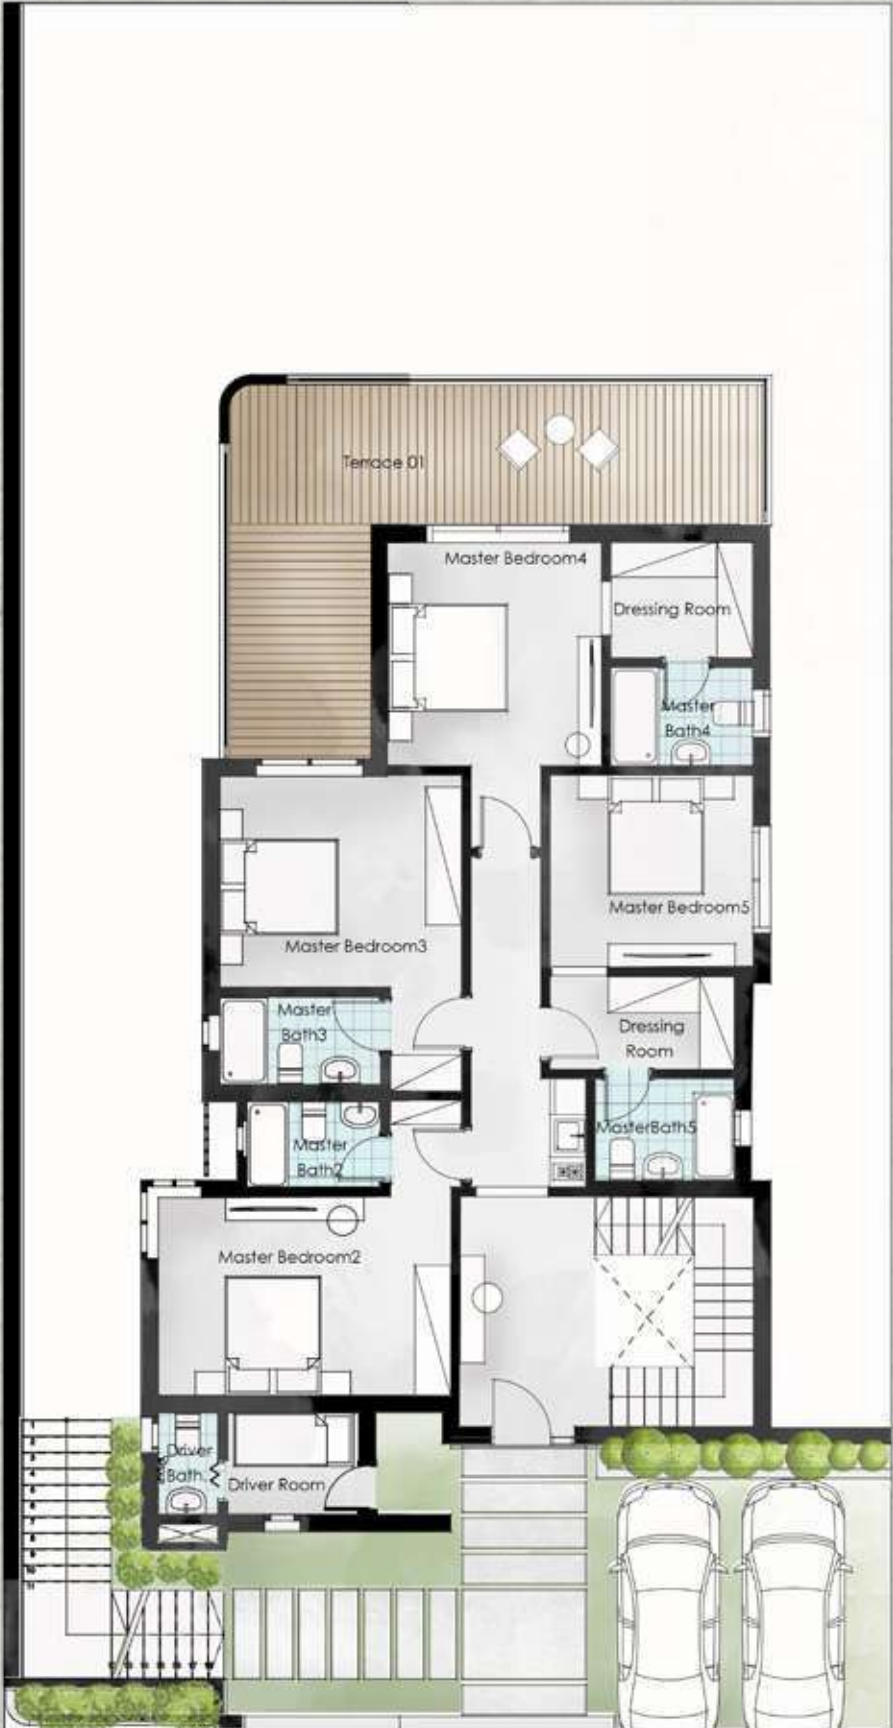 Terrace 01
Master Bedroom4
Dressing Room
Master
Bath4
Master Bedroom5
Master Bedroom3
Master
Bath3
Dressing
Room
MasterBath5
Master
Bath2
Master Bedroom2
Driver
Bath.
Driver Room